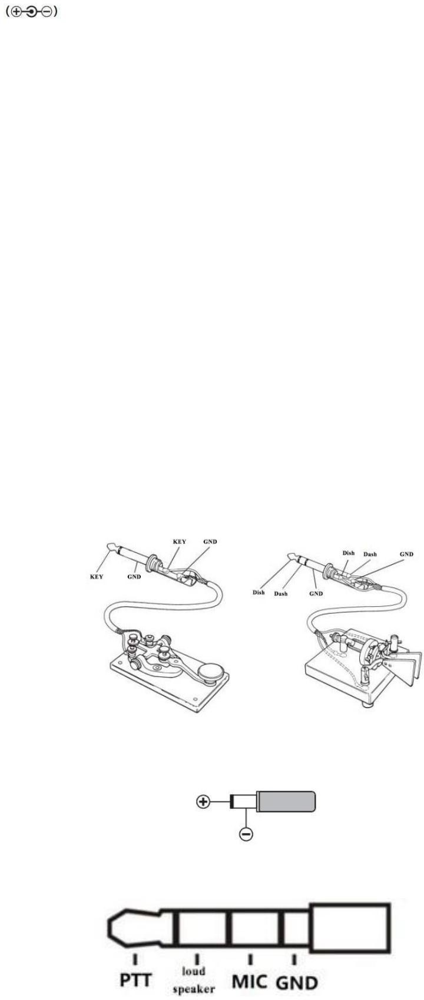 (+ −)
KEY GND
KEY GND
Dish Dash GND
Dish Dash GND
+
−
PTT loud speaker MIC GND